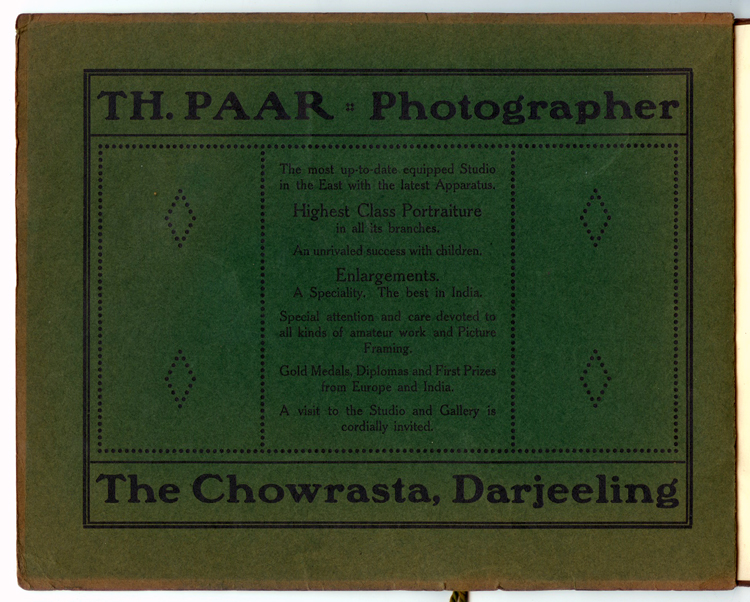 TH. PAAR :: Photographer
The most up-to-date equipped Studio
in the East with the latest Apparatus.
Highest Class Portraiture
in all its branches.
An unrivaled success with children.
Enlargements.
A Speciality. The best in India.
Special attention and care devoted to
all kinds of amateur work and Picture
Framing.
Gold Medals, Diplomas and First Prizes
from Europe and India.
A visit to the Studio and Gallery is
cordially invited.
The Chowrasta, Darjeeling